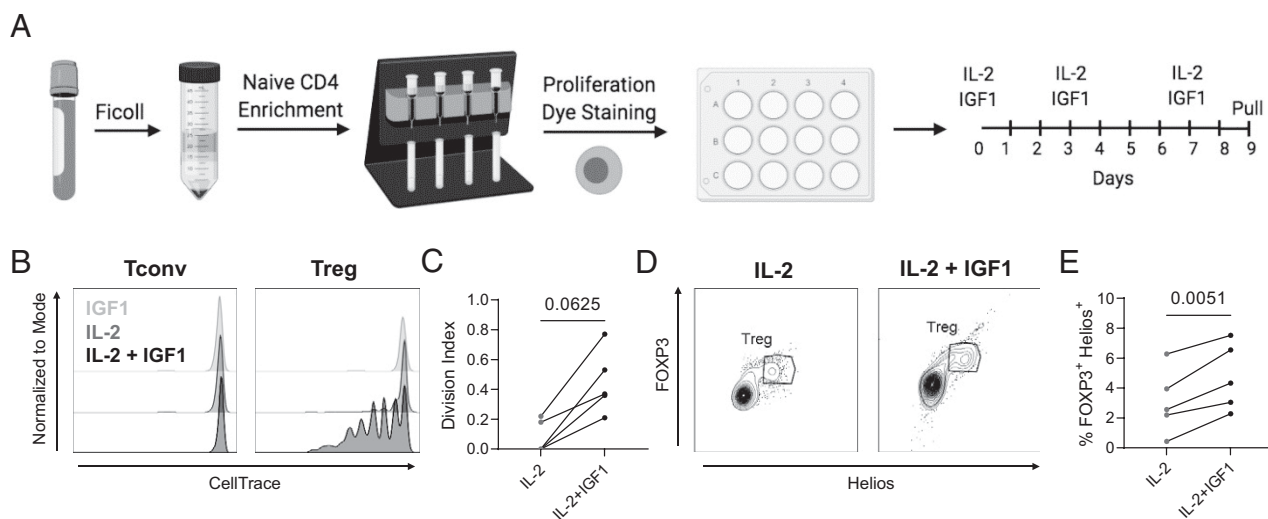 A
Ficoll
Naive CD4
Enrichment
Proliferation
Dye Staining
1 2 3 4
A
B
C
IL-2 IL-2 IL-2
IGF1 IGF1 IGF1
Pull
0 1 2 3 4 5 6 7 8 9
Days
B
Tconv Treg
Normalized to Mode
IGF1
IL-2
IL-2 + IGF1
CellTrace
C
Division Index
1.0
0.8
0.6
0.4
0.2
0.0
0.0625
IL-2
IL-2+IGF1
D
IL-2 IL-2 + IGF1
FOXP3
Treg Treg
Helios
E
% FOXP3⁺ Helios⁺
10
8
6
4
2
0
0.0051
IL-2
IL-2+IGF1